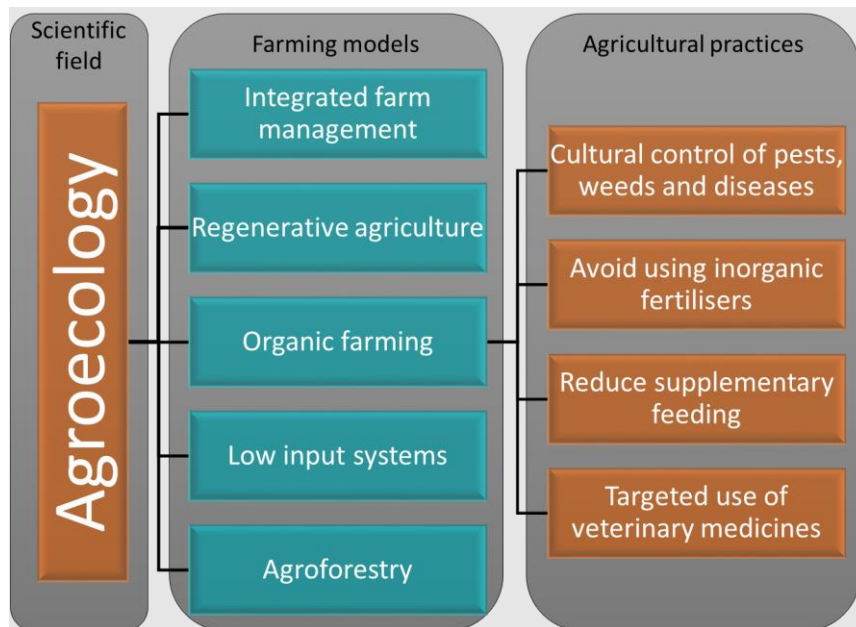 Scientific
field
Agroecology
Farming models
Integrated farm
management
Regenerative agriculture
Organic farming
Low input systems
Agroforestry
Agricultural practices
Cultural control of pests,
weeds and diseases
Avoid using inorganic
fertilisers
Reduce supplementary
feeding
Targeted use of
veterinary medicines